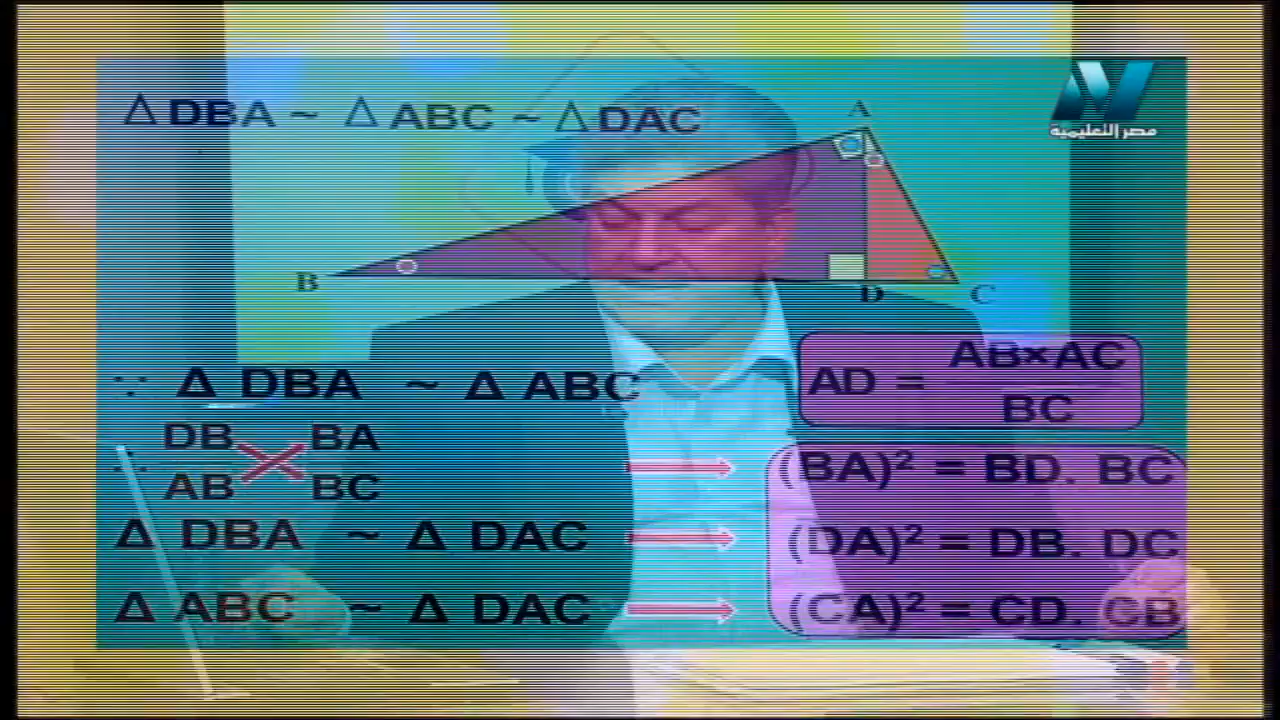 Δ DBA ~ Δ ABC ~ Δ DAC
مصر التعليمية
A
B
D
C
∵ Δ DBA ~ Δ ABC
AD = AB×AC / BC
∴ DB / AB BA / BC
(BA)² = BD. BC
Δ DBA ~ Δ DAC
(DA)² = DB. DC
Δ ABC ~ Δ DAC
(CA)² = CD. CB